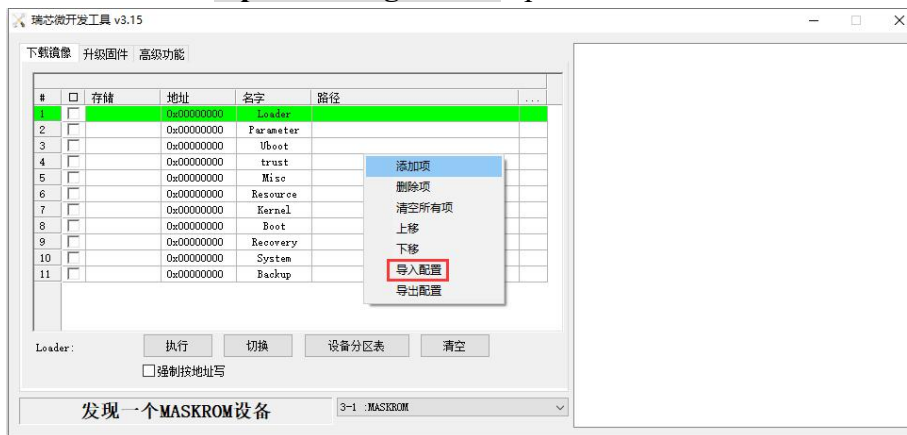 瑞芯微开发工具 v3.15
下载镜像 升级固件 高级功能
# 存储 地址 名字 路径 ...
1 0x00000000 Loader
2 0x00000000 Parameter
3 0x00000000 Uboot
4 0x00000000 trust
5 0x00000000 Misc
6 0x00000000 Resource
7 0x00000000 Kernel
8 0x00000000 Boot
9 0x00000000 Recovery
10 0x00000000 System
11 0x00000000 Backup
添加项
删除项
清空所有项
上移
下移
导入配置
导出配置
Loader: 执行 切换 设备分区表 清空
强制按地址写
发现一个MASKROM设备 3-1 :MASKROM